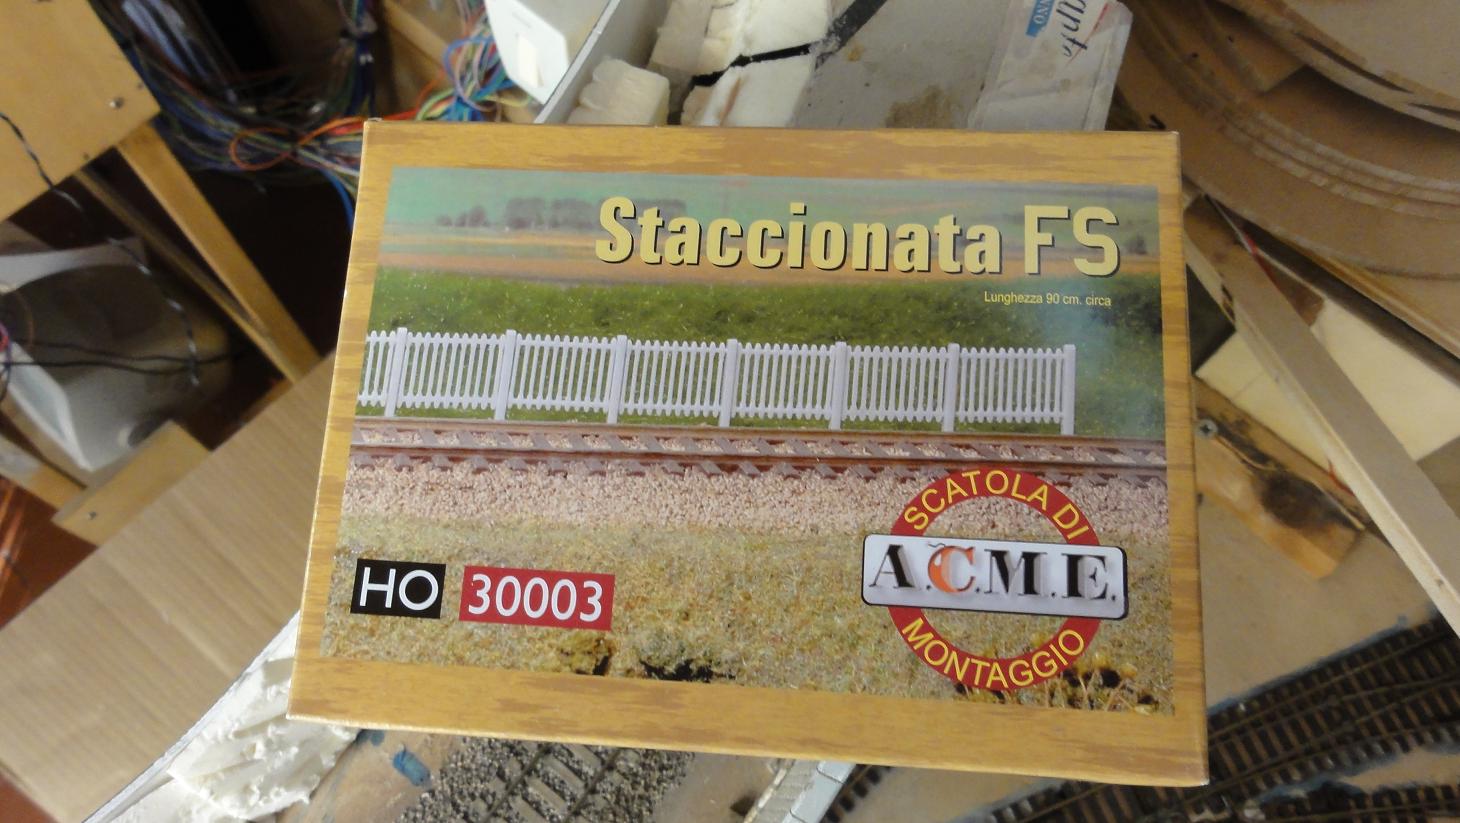 Staccionata FS
Lunghezza 90 cm. circa
SCATOLA DI
A.C.M.E.
MONTAGGIO
HO 30003